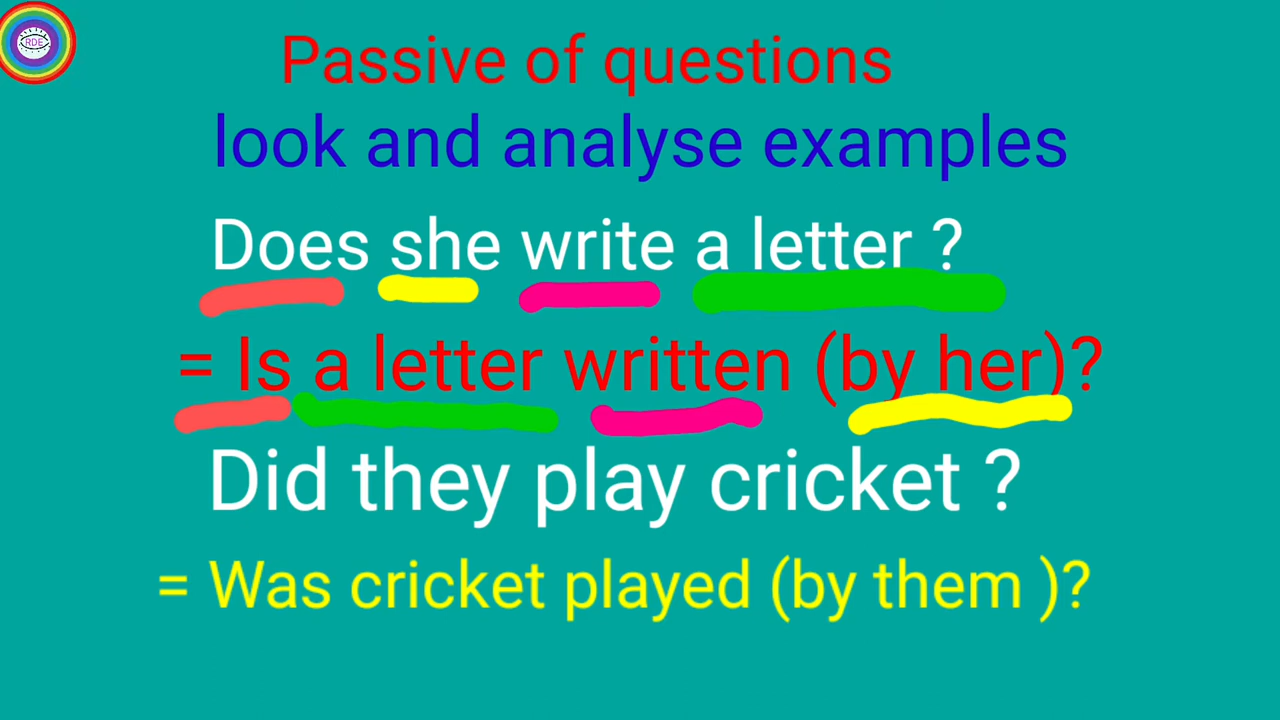 RDE
Passive of questions
look and analyse examples
Does she write a letter ?
= Is a letter written (by her)?
Did they play cricket ?
= Was cricket played (by them )?